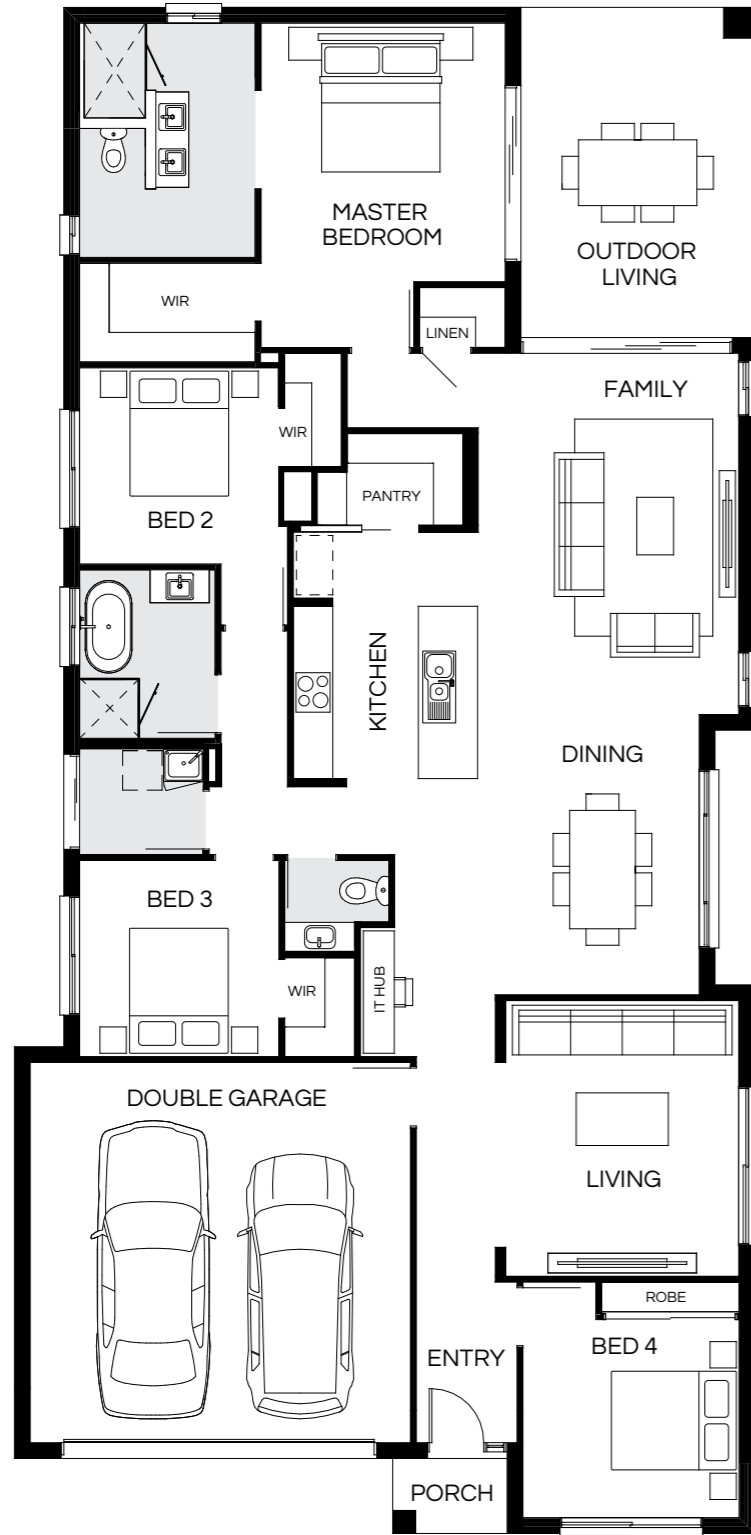 MASTER
BEDROOM
OUTDOOR
LIVING
WIR
LINEN
FAMILY
WIR
PANTRY
BED 2
KITCHEN
DINING
BED 3
WIR
IT HUB
DOUBLE GARAGE
LIVING
ROBE
BED 4
ENTRY
PORCH